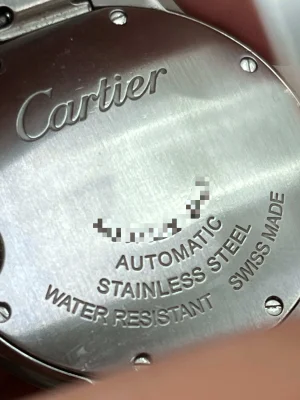 Cartier
AUTOMATIC
STAINLESS STEEL
WATER RESISTANT SWISS MADE